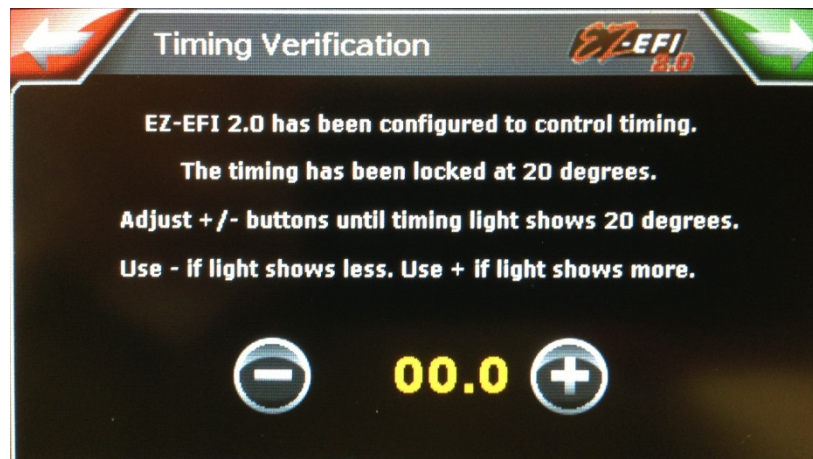 Timing Verification
EZ-EFI 2.0
EZ-EFI 2.0 has been configured to control timing.
The timing has been locked at 20 degrees.
Adjust +/- buttons until timing light shows 20 degrees.
Use - if light shows less. Use + if light shows more.
- 00.0 +